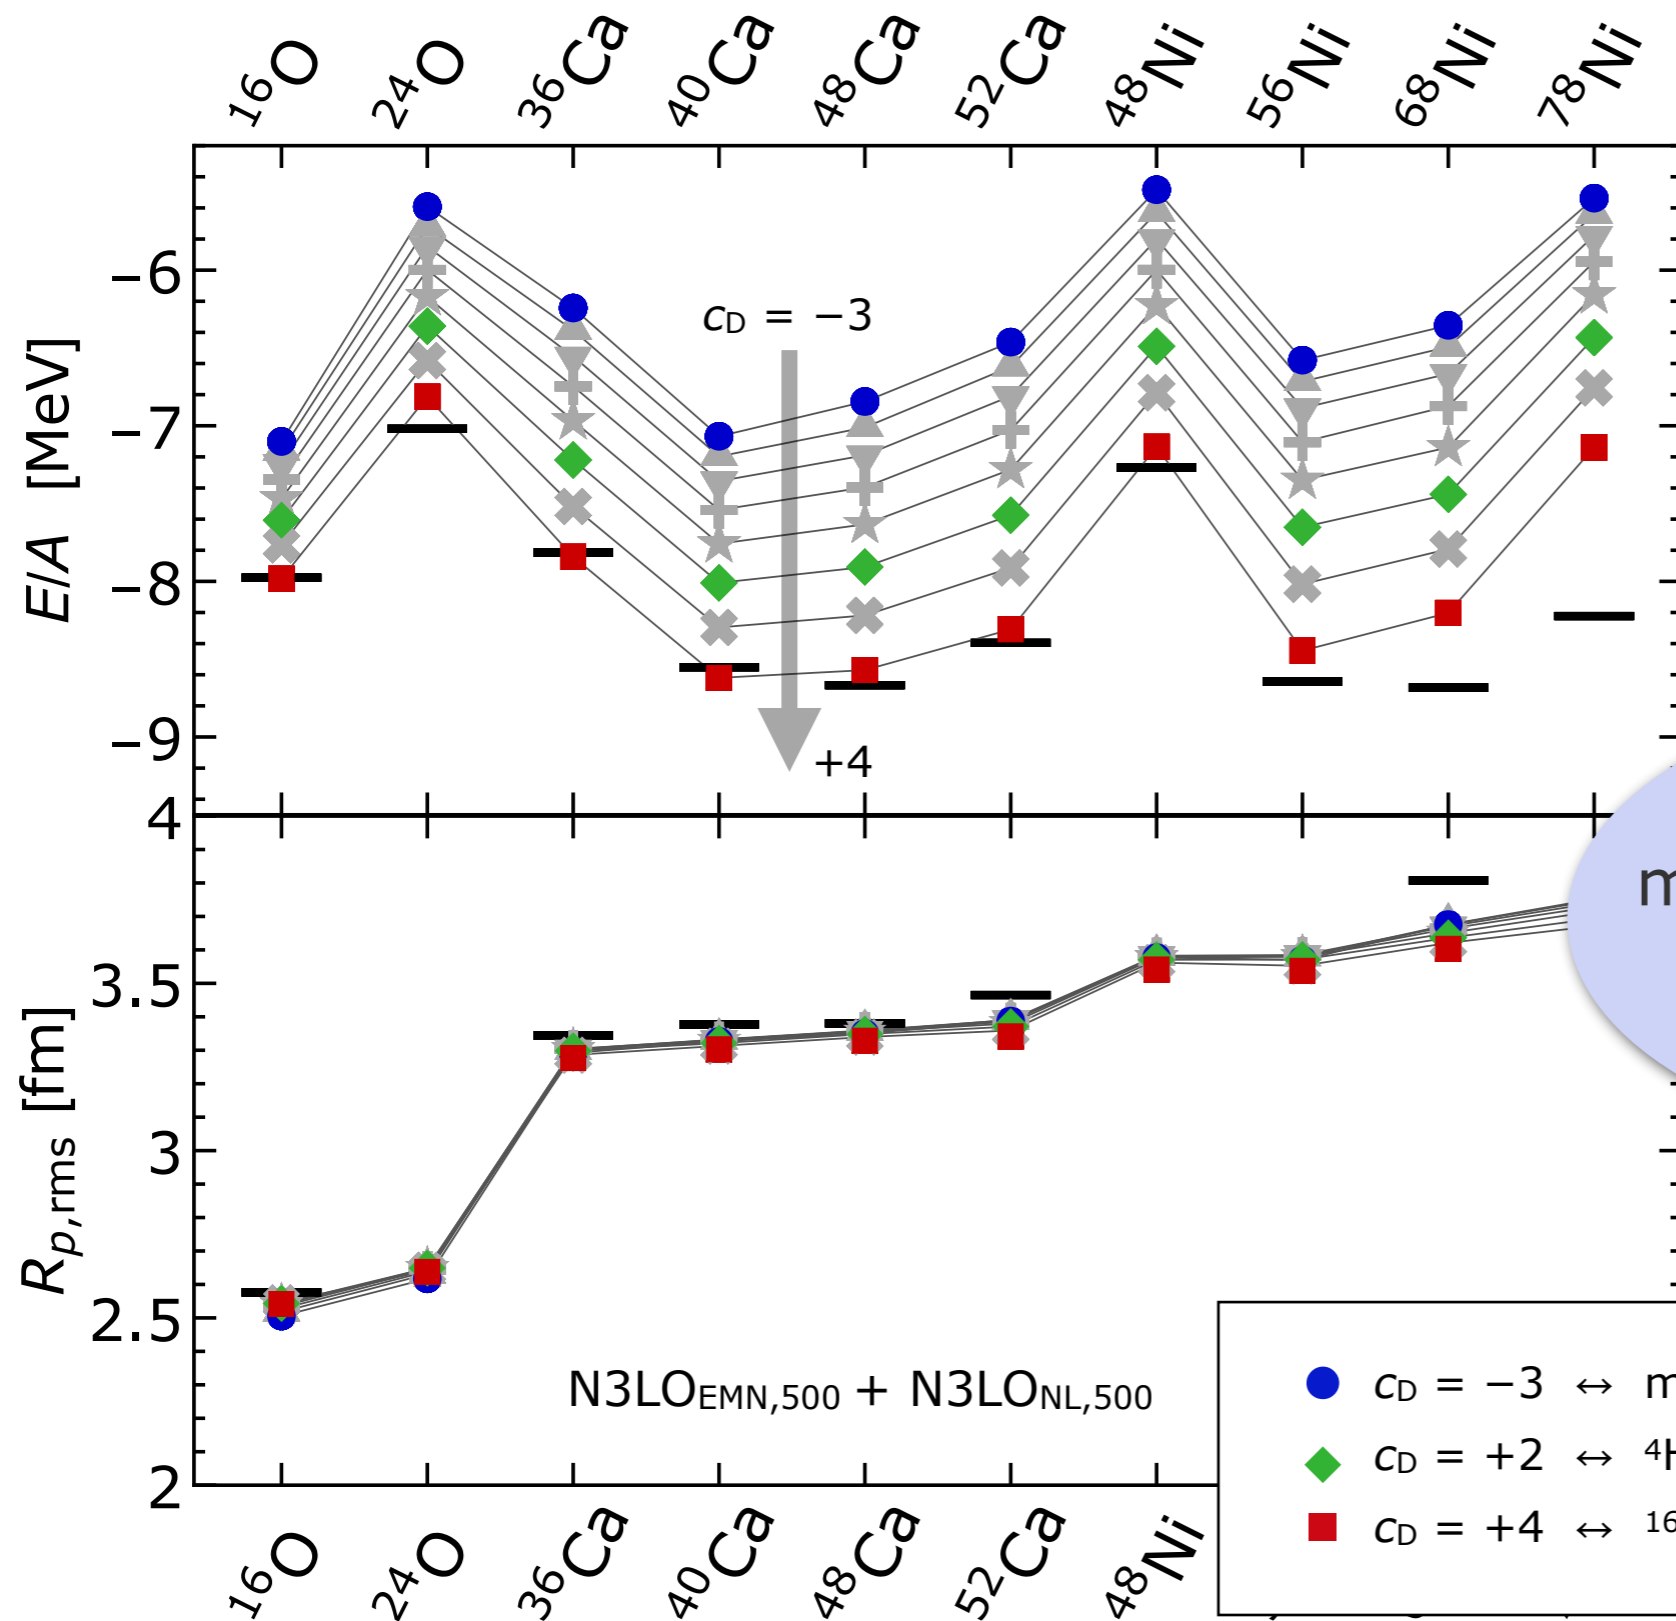 16O 24O 36Ca 40Ca 48Ca 52Ca 48Ni 56Ni 68Ni 78Ni
E/A [MeV]
−6
−7
−8
−9
cD = −3
+4
Rp,rms [fm]
4
3.5
3
2.5
2
m
N3LOEMN,500 + N3LONL,500
cD = −3 ↔ m
cD = +2 ↔ 4H
cD = +4 ↔ 16
16O 24O 36Ca 40Ca 48Ca 52Ca 48Ni